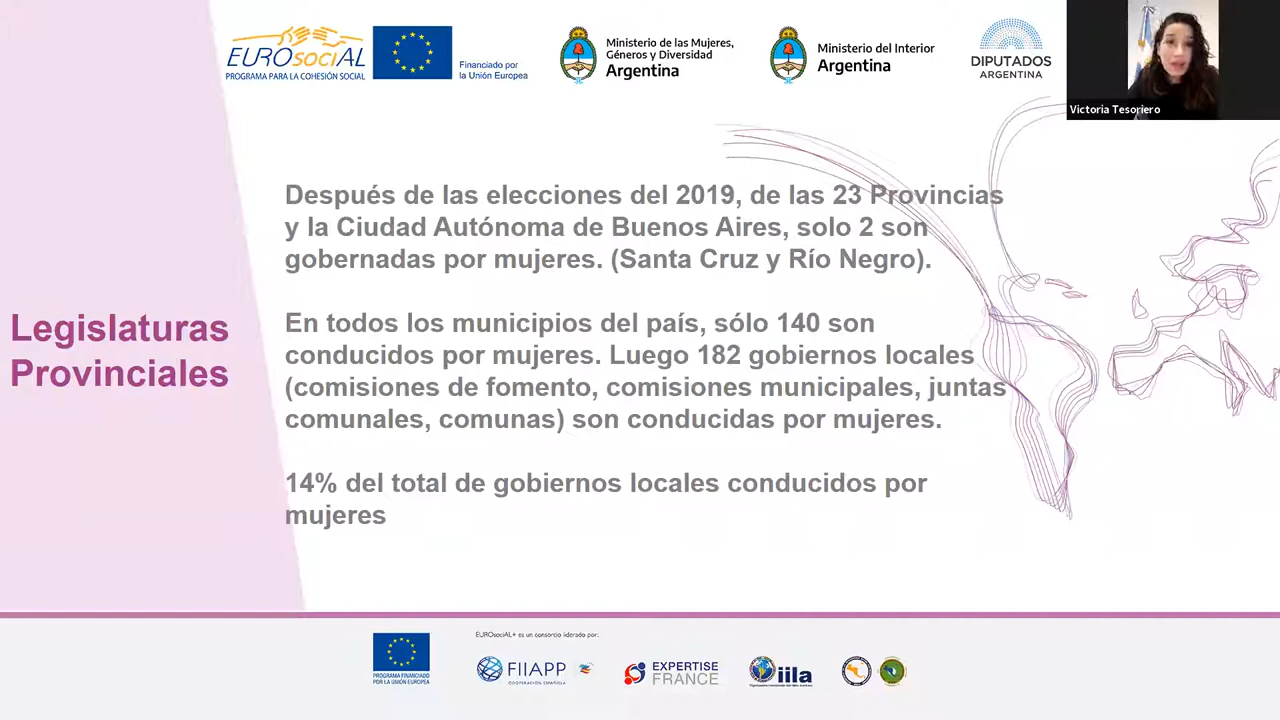 EUROsociAL
PROGRAMA PARA LA COHESIÓN SOCIAL
Financiado por
la Unión Europea
Ministerio de las Mujeres,
Géneros y Diversidad
Argentina
Ministerio del Interior
Argentina
DIPUTADOS
ARGENTINA
Victoria Tesoriero
Legislaturas
Provinciales
Después de las elecciones del 2019, de las 23 Provincias
y la Ciudad Autónoma de Buenos Aires, solo 2 son
gobernadas por mujeres. (Santa Cruz y Río Negro).
En todos los municipios del país, sólo 140 son
conducidos por mujeres. Luego 182 gobiernos locales
(comisiones de fomento, comisiones municipales, juntas
comunales, comunas) son conducidas por mujeres.
14% del total de gobiernos locales conducidos por
mujeres
EUROsociAL+ es un consorcio liderado por:
PROGRAMA FINANCIADO
POR LA UNIÓN EUROPEA
FIIAPP
COOPERACIÓN ESPAÑOLA
EXPERTISE
FRANCE
iila